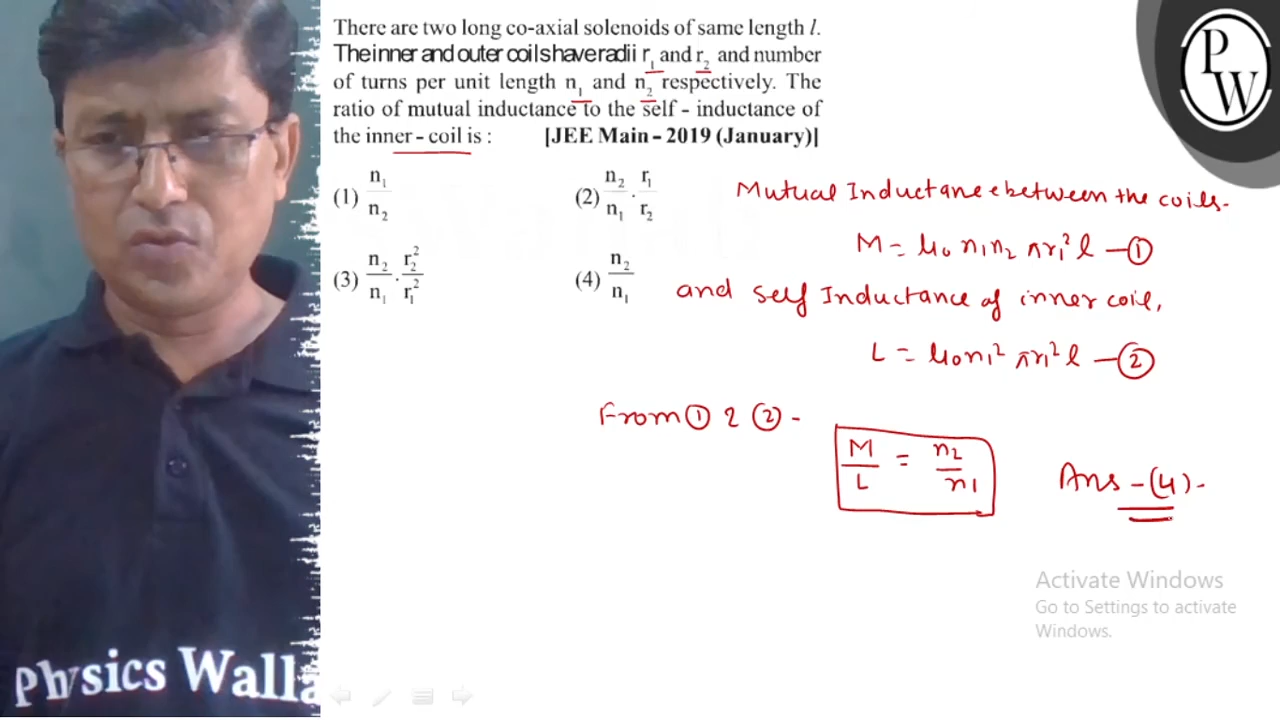 There are two long co-axial solenoids of same length l.
The inner and outer coils have radii r₁ and r₂ and number
of turns per unit length n₁ and n₂ respectively. The
ratio of mutual inductance to the self - inductance of
the inner - coil is : [JEE Main - 2019 (January)]
(1) n₁/n₂ (2) n₂/n₁ · r₁/r₂
(3) n₂/n₁ · r₂²/r₁² (4) n₂/n₁
Mutual Inductance between the coils-
M = μ₀ n₁n₂ πr₁² l —①
and self Inductance of inner coil,
L = μ₀n₁² πr₁² l —②
From ① & ② -
M/L = n₂/n₁
Ans -(4)-
PW
Physics Walla
Activate Windows
Go to Settings to activate
Windows.